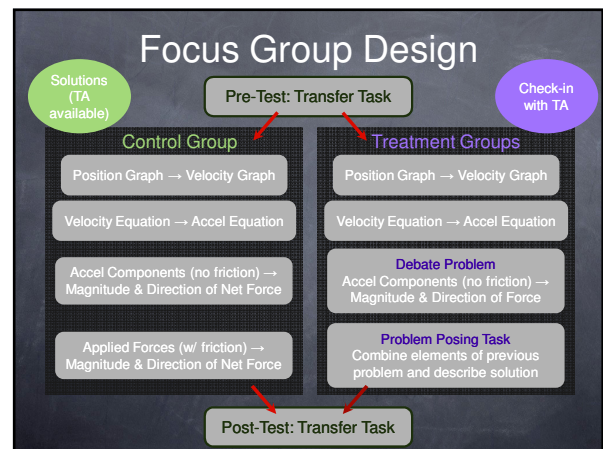 Focus Group Design
Solutions
(TA
available)
Pre-Test: Transfer Task
Check-in
with TA
Control Group
Position Graph → Velocity Graph
Velocity Equation → Accel Equation
Accel Components (no friction) →
Magnitude & Direction of Net Force
Applied Forces (w/ friction) →
Magnitude & Direction of Net Force
Treatment Groups
Position Graph → Velocity Graph
Velocity Equation → Accel Equation
Debate Problem
Accel Components (no friction) →
Magnitude & Direction of Force
Problem Posing Task
Combine elements of previous
problem and describe solution
Post-Test: Transfer Task